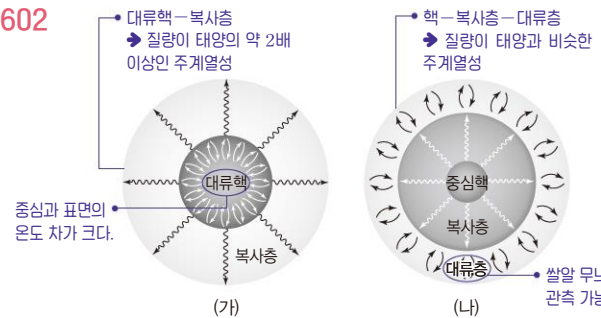 602
대류핵－복사층
➔ 질량이 태양의 약 2배
이상인 주계열성
대류핵
중심과 표면의
온도 차가 크다.
복사층
(가)
핵－복사층－대류층
➔ 질량이 태양과 비슷한
주계열성
중심핵
복사층
대류층
쌀알 무늬
관측 가능
(나)